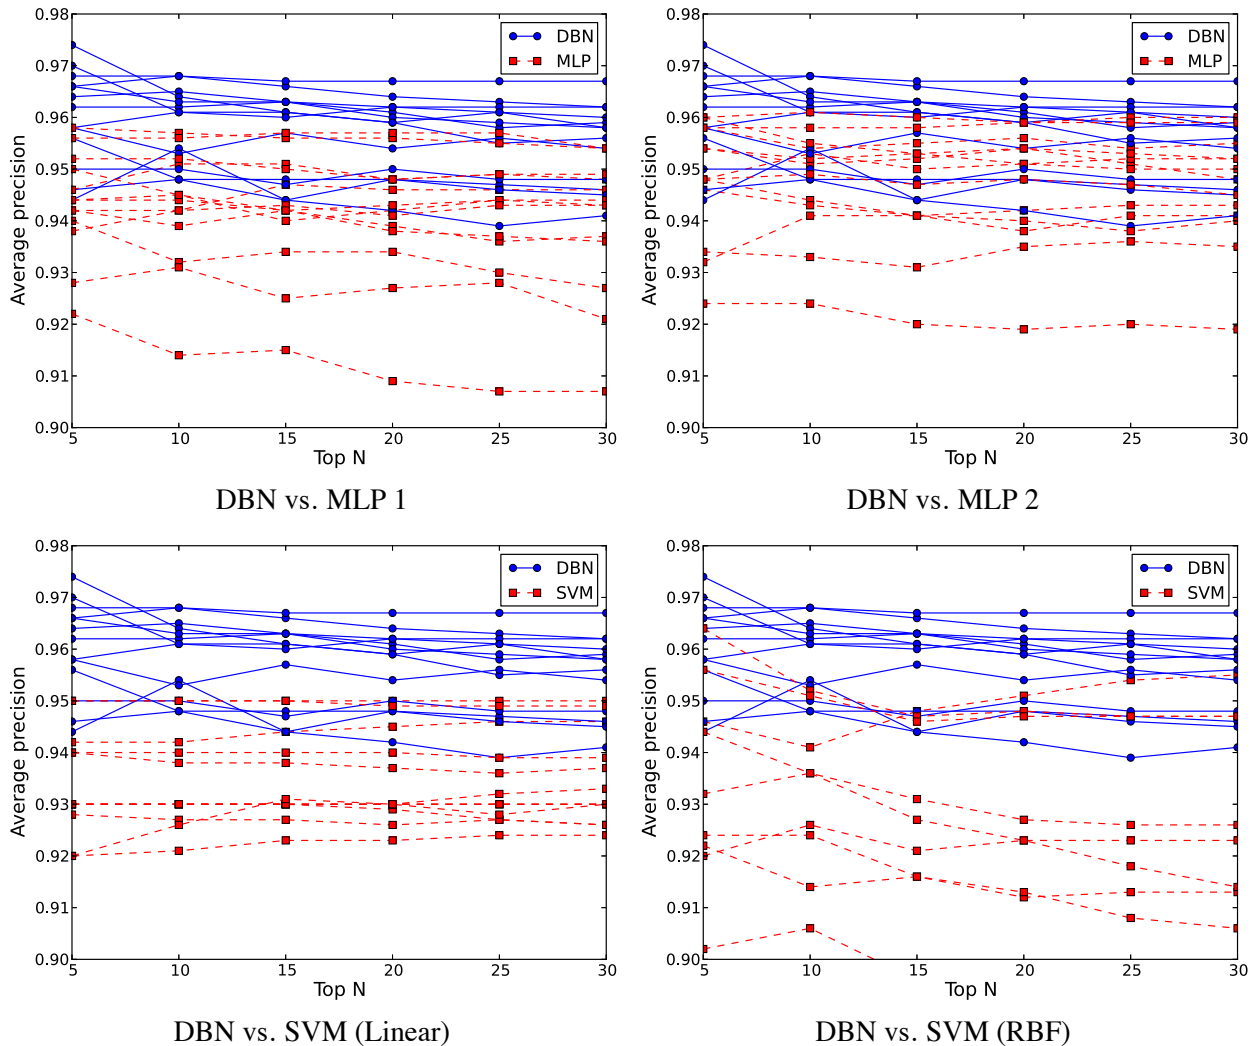 0.98
0.97
0.96
0.95
0.94
0.93
0.92
0.91
0.90
Average precision
5 10 15 20 25 30
Top N
DBN
MLP
DBN vs. MLP 1
0.98
0.97
0.96
0.95
0.94
0.93
0.92
0.91
0.90
Average precision
5 10 15 20 25 30
Top N
DBN
MLP
DBN vs. MLP 2
0.98
0.97
0.96
0.95
0.94
0.93
0.92
0.91
0.90
Average precision
5 10 15 20 25 30
Top N
DBN
SVM
DBN vs. SVM (Linear)
0.98
0.97
0.96
0.95
0.94
0.93
0.92
0.91
0.90
Average precision
5 10 15 20 25 30
Top N
DBN
SVM
DBN vs. SVM (RBF)